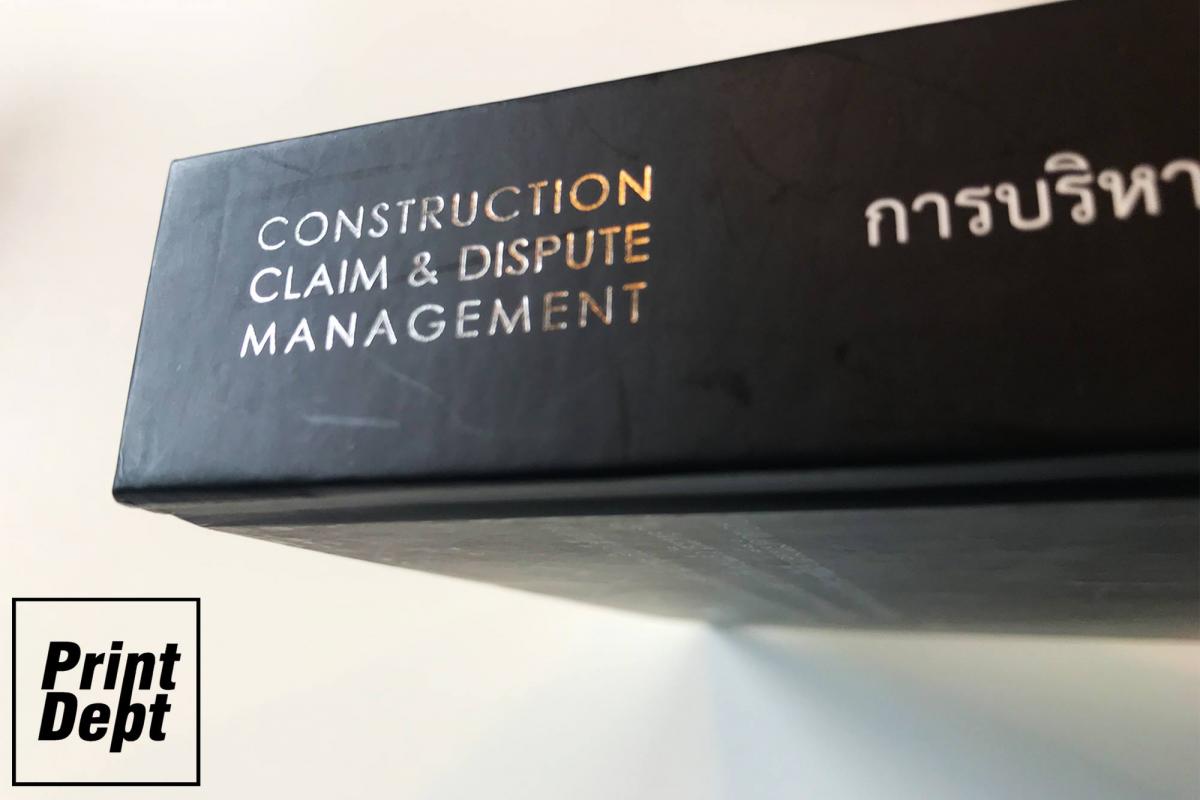 CONSTRUCTION
CLAIM & DISPUTE
MANAGEMENT
การบริหา
Print
Dept